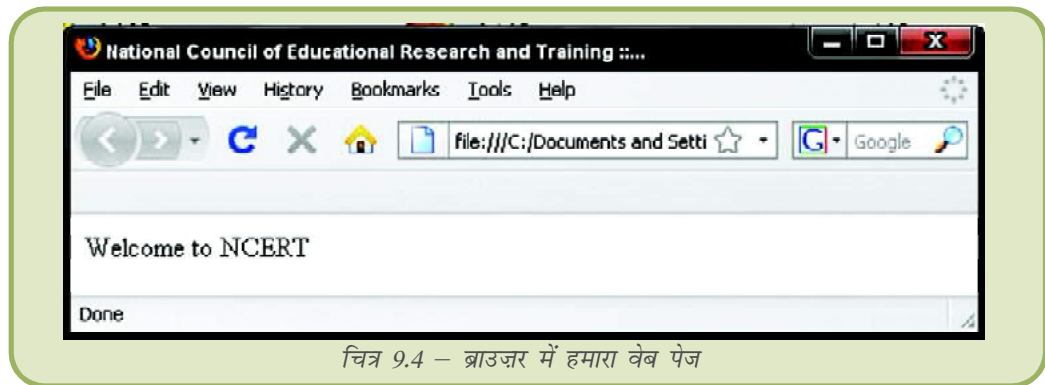 National Council of Educational Research and Training ::...
File Edit View History Bookmarks Tools Help
file:///C:/Documents and Setti G Google
Welcome to NCERT
Done
चित्र 9.4 – ब्राउज़र में हमारा वेब पेज